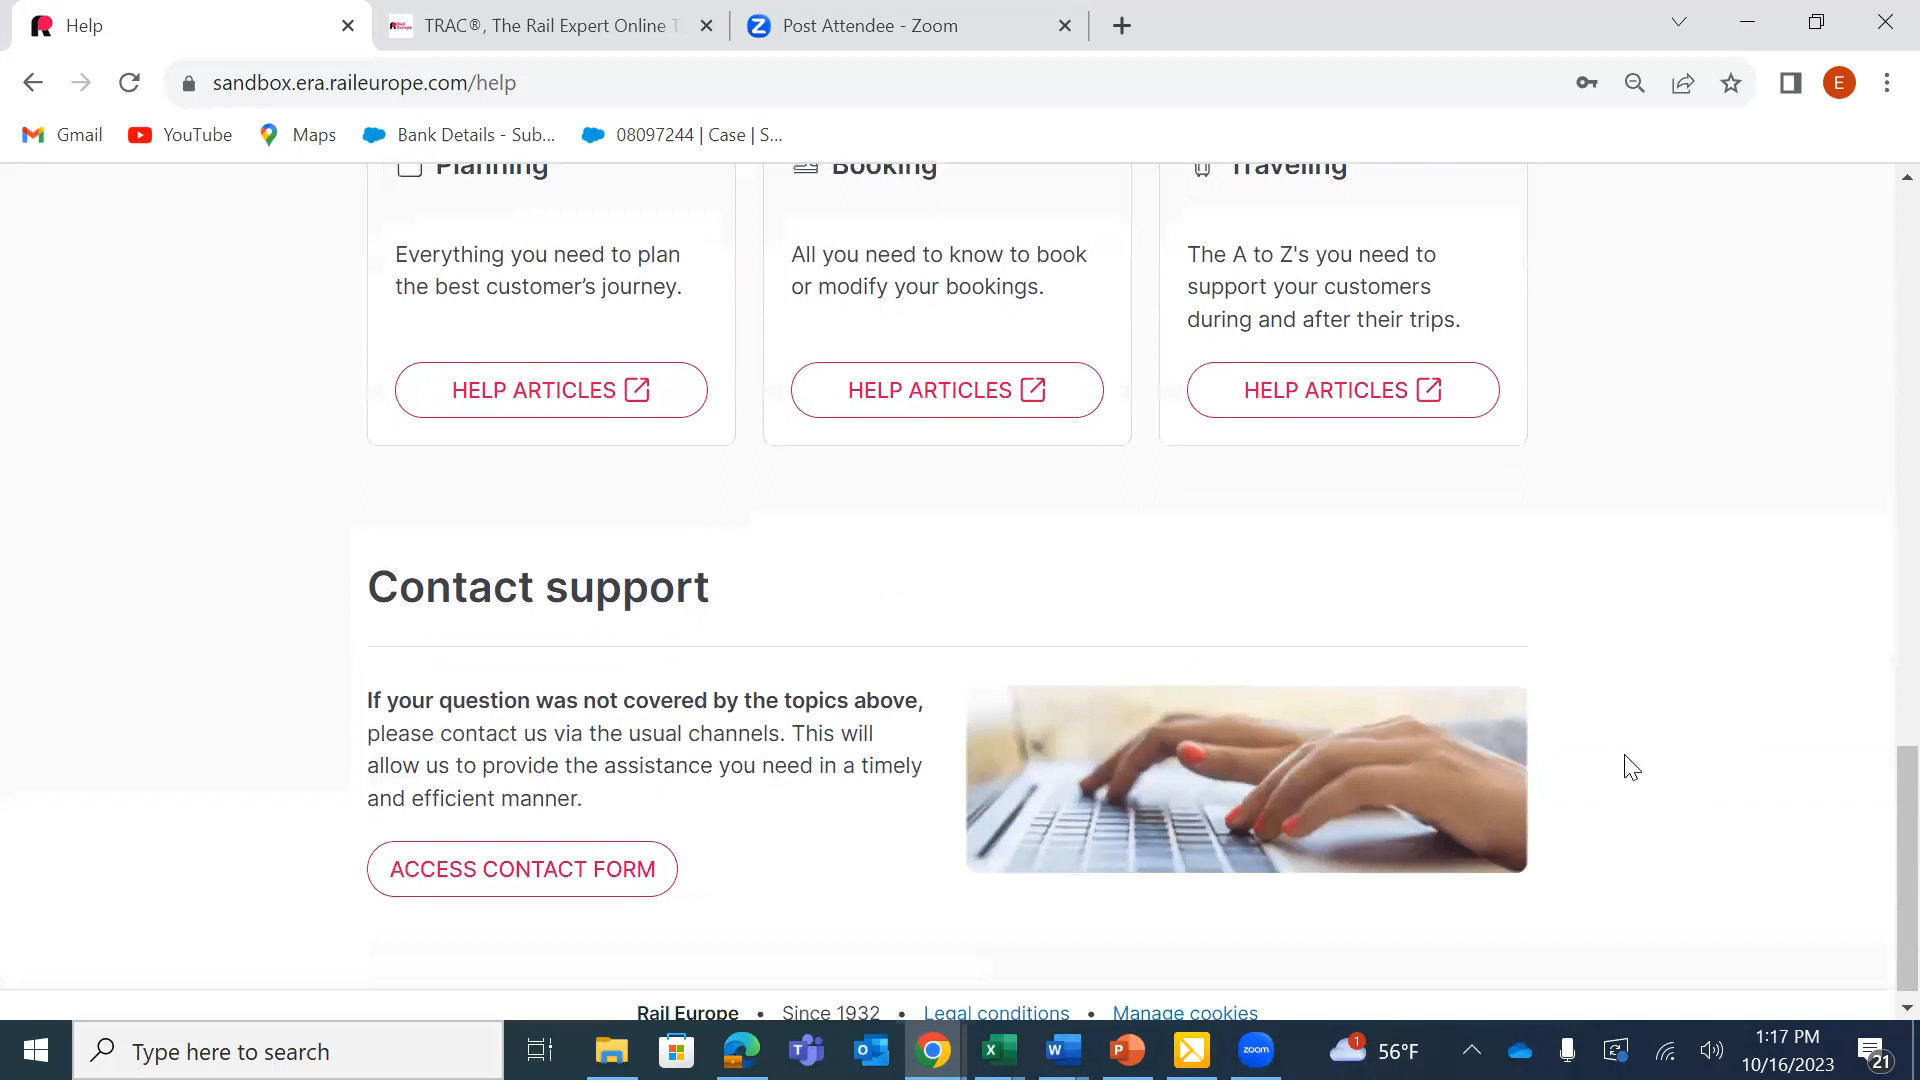 Help
TRAC®, The Rail Expert Online T
Post Attendee - Zoom
sandbox.era.raileurope.com/help
E
Gmail
YouTube
Maps
Bank Details - Sub...
08097244 | Case | S...
Planning
Booking
Traveling
Everything you need to plan
the best customer’s journey.
All you need to know to book
or modify your bookings.
The A to Z's you need to
support your customers
during and after their trips.
HELP ARTICLES
HELP ARTICLES
HELP ARTICLES
Contact support
If your question was not covered by the topics above,
please contact us via the usual channels. This will
allow us to provide the assistance you need in a timely
and efficient manner.
ACCESS CONTACT FORM
Rail Europe • Since 1932 • Legal conditions • Manage cookies
Type here to search
zoom
1
56°F
1:17 PM
10/16/2023
21